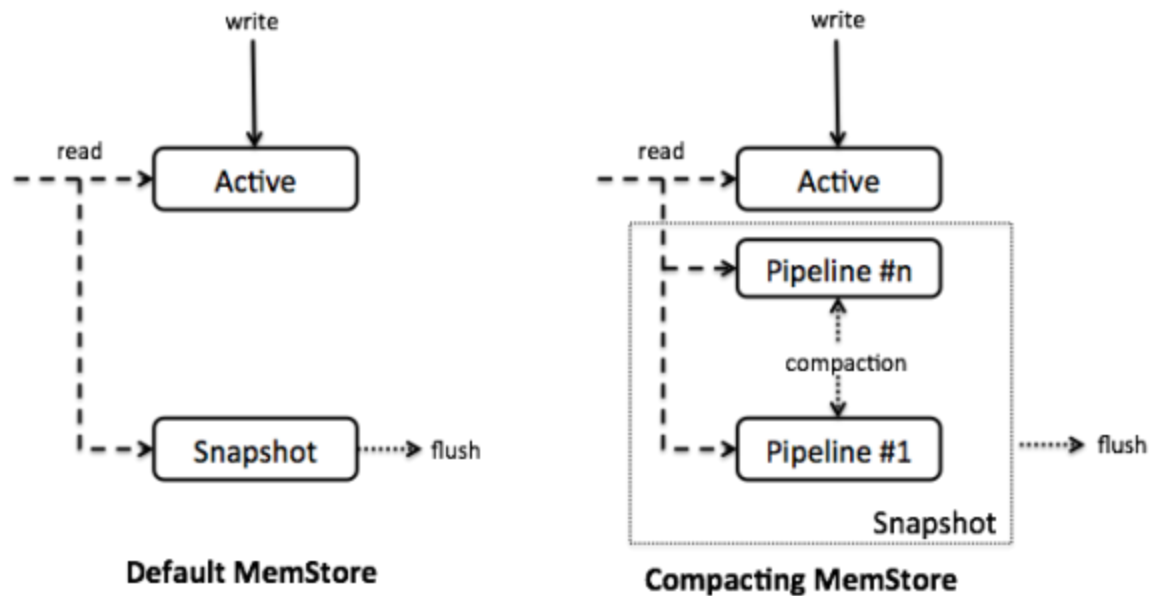 write
read
Active
Snapshot
flush
Default MemStore
write
read
Active
Pipeline #n
compaction
Pipeline #1
flush
Snapshot
Compacting MemStore